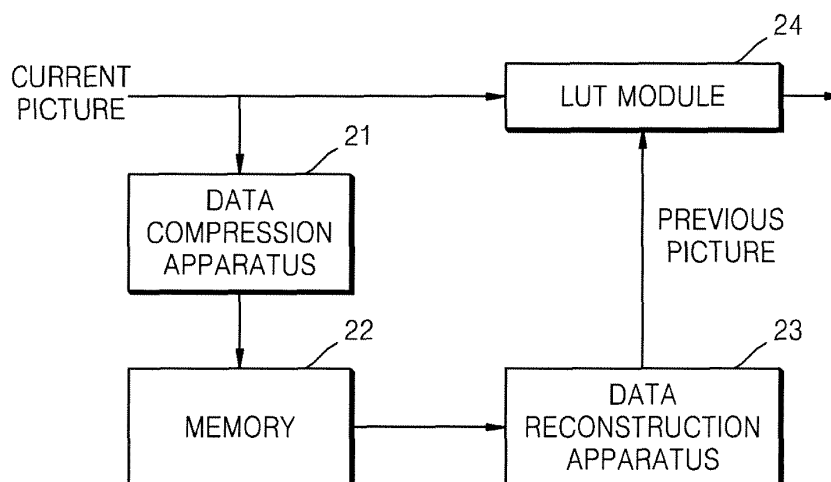 24
CURRENT
PICTURE
LUT MODULE
21
DATA
COMPRESSION
APPARATUS
PREVIOUS
PICTURE
22
MEMORY
23
DATA
RECONSTRUCTION
APPARATUS